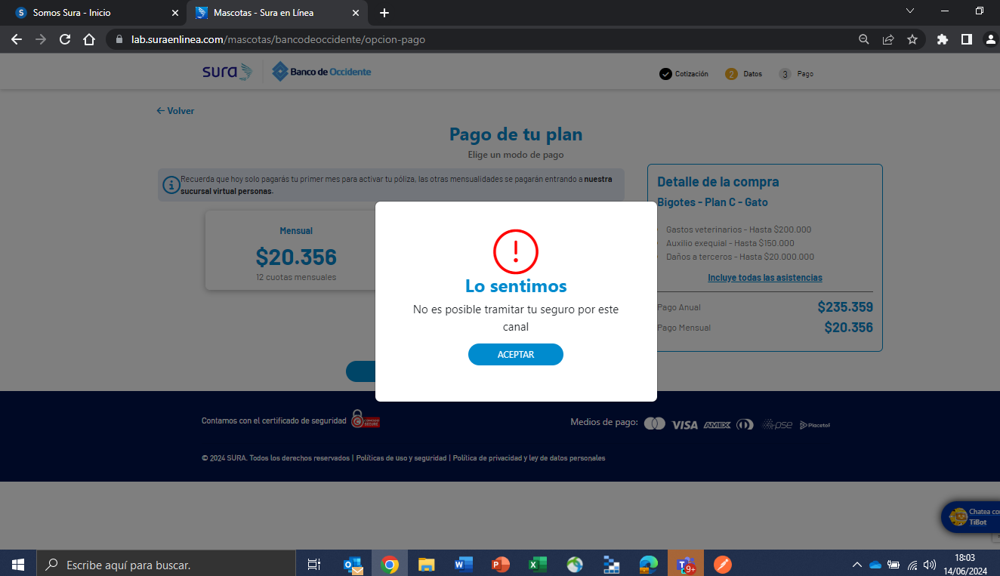 S Somos Sura - Inicio
Mascotas - Sura en Línea
lab.suraenlinea.com/mascotas/bancodeoccidente/opcion-pago
sura
Banco de Occidente
Cotización
2 Datos
3 Pago
← Volver
Pago de tu plan
Elige un modo de pago
Recuerda que hoy solo pagarás tu primer mes para activar tu póliza, las otras mensualidades se pagarán entrando a nuestra
sucursal virtual personas.
Mensual
$20.356
12 cuotas mensuales
Detalle de la compra
Bigotes - Plan C - Gato
Gastos veterinarios - Hasta $200.000
Auxilio exequial - Hasta $150.000
Daños a terceros - Hasta $20.000.000
Incluye todas las asistencias
Pago Anual $235.359
Pago Mensual $20.356
!
Lo sentimos
No es posible tramitar tu seguro por este
canal
ACEPTAR
Contamos con el certificado de seguridad
SECURE
Medios de pago:
VISA
AMEX
pse
Placetop
© 2024 SURA. Todos los derechos reservados | Políticas de uso y seguridad | Política de privacidad y ley de datos personales
Chatea co
TiBot
Escribe aquí para buscar.
9+
18:03
14/06/2024